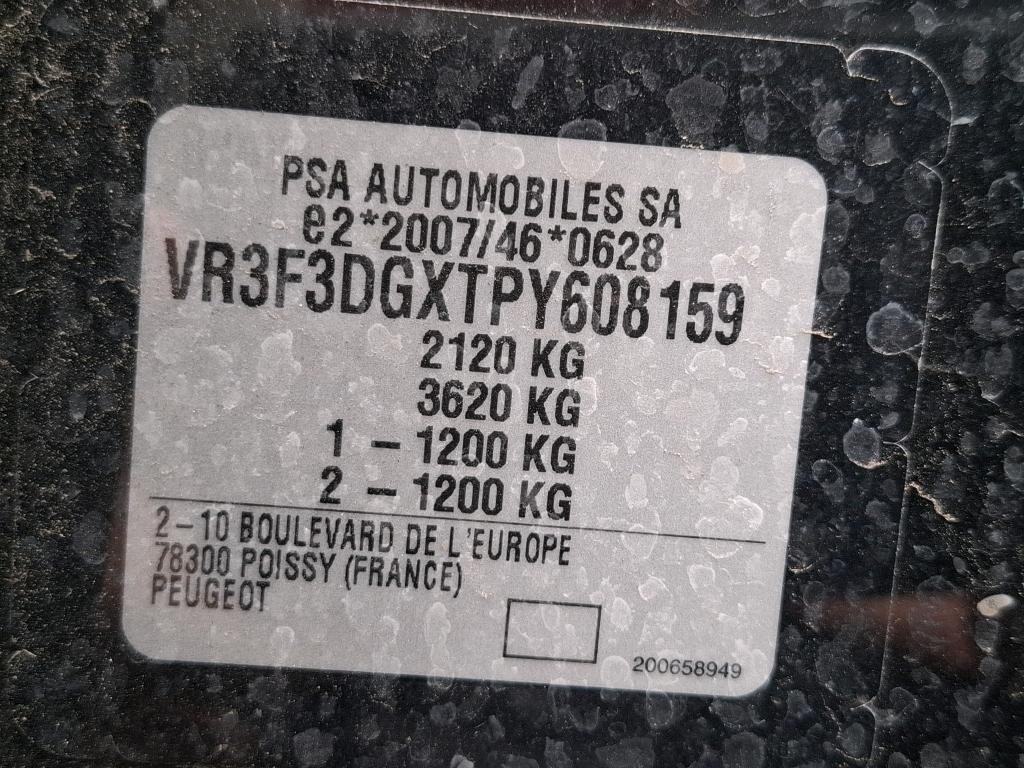 PSA AUTOMOBILES SA
e2*2007/46*0628
VR3F3DGXTPY608159
2120 KG
3620 KG
1 - 1200 KG
2 - 1200 KG
2-10 BOULEVARD DE L'EUROPE
78300 POISSY (FRANCE)
PEUGEOT
200658949